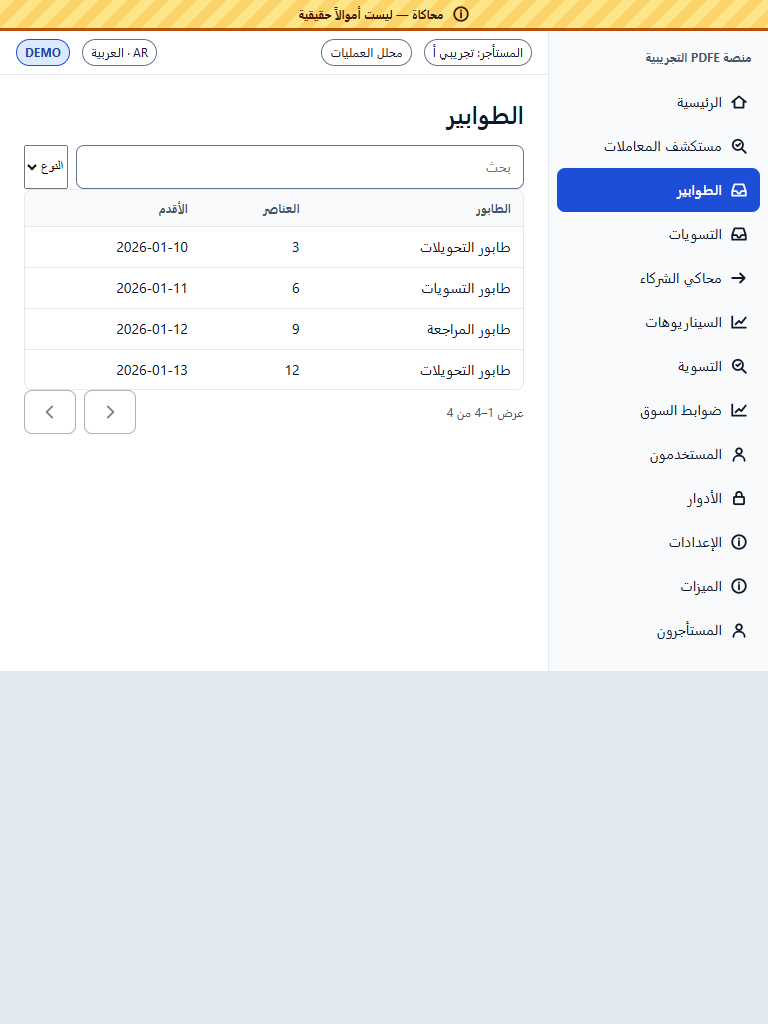 محاكاة — ليست أموالاً حقيقية
منصة PDFE التجريبية
الرئيسية
مستكشف المعاملات
الطوابير
التسويات
محاكي الشركاء
السيناريوهات
التسوية
ضوابط السوق
المستخدمون
الأدوار
الإعدادات
الميزات
المستأجرون
المستأجر: تجريبي أ
محلل العمليات
AR · العربية
DEMO
الطوابير
بحث
النوع
الطابور العناصر الأقدم
طابور التحويلات 3 2026-01-10
طابور التسويات 6 2026-01-11
طابور المراجعة 9 2026-01-12
طابور التحويلات 12 2026-01-13
عرض 1–4 من 4